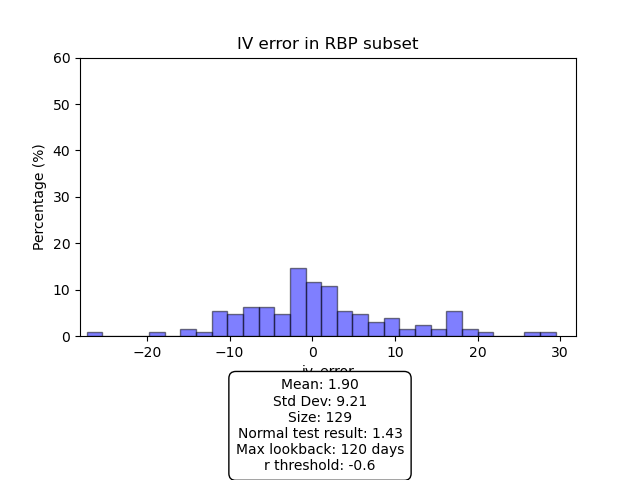 IV error in RBP subset
Percentage (%)
60
50
40
30
20
10
0
−20
−10
0
10
20
30
iv_error
Mean: 1.90
Std Dev: 9.21
Size: 129
Normal test result: 1.43
Max lookback: 120 days
r threshold: -0.6